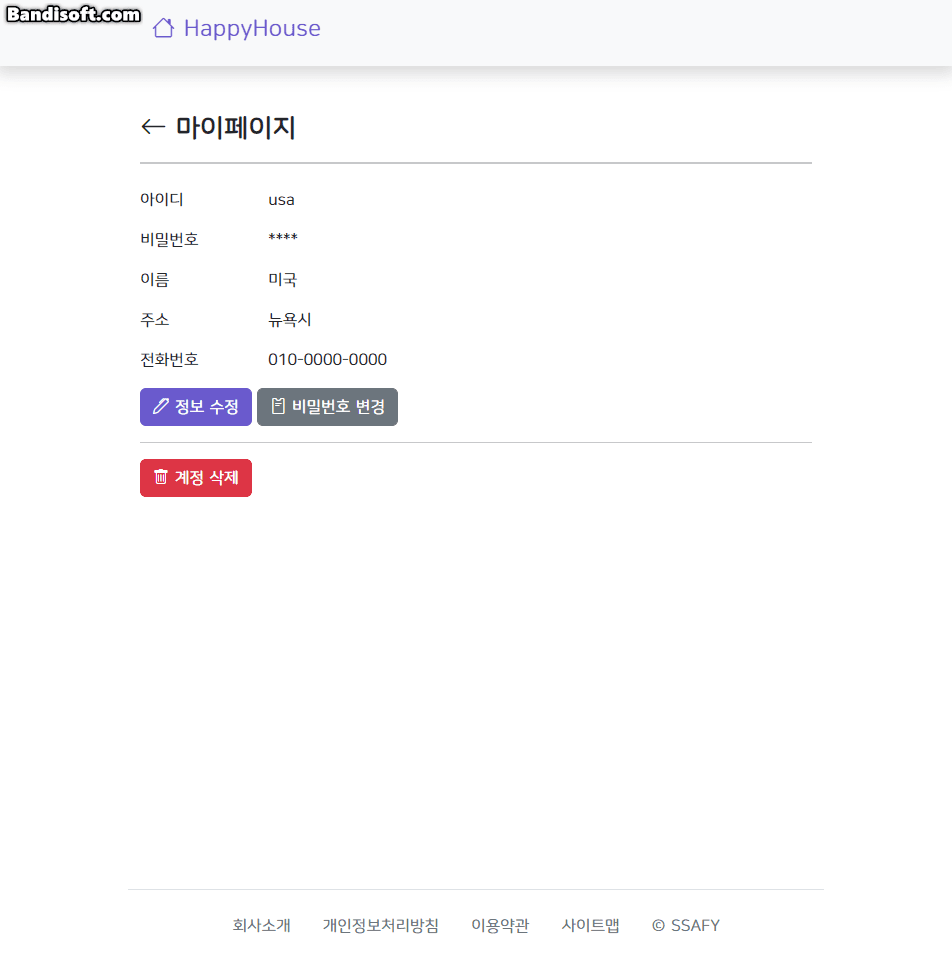 Bandisoft.com
HappyHouse
마이페이지
아이디 usa
비밀번호 ****
이름 미국
주소 뉴욕시
전화번호 010-0000-0000
정보 수정 비밀번호 변경
계정 삭제
회사소개 개인정보처리방침 이용약관 사이트맵 © SSAFY